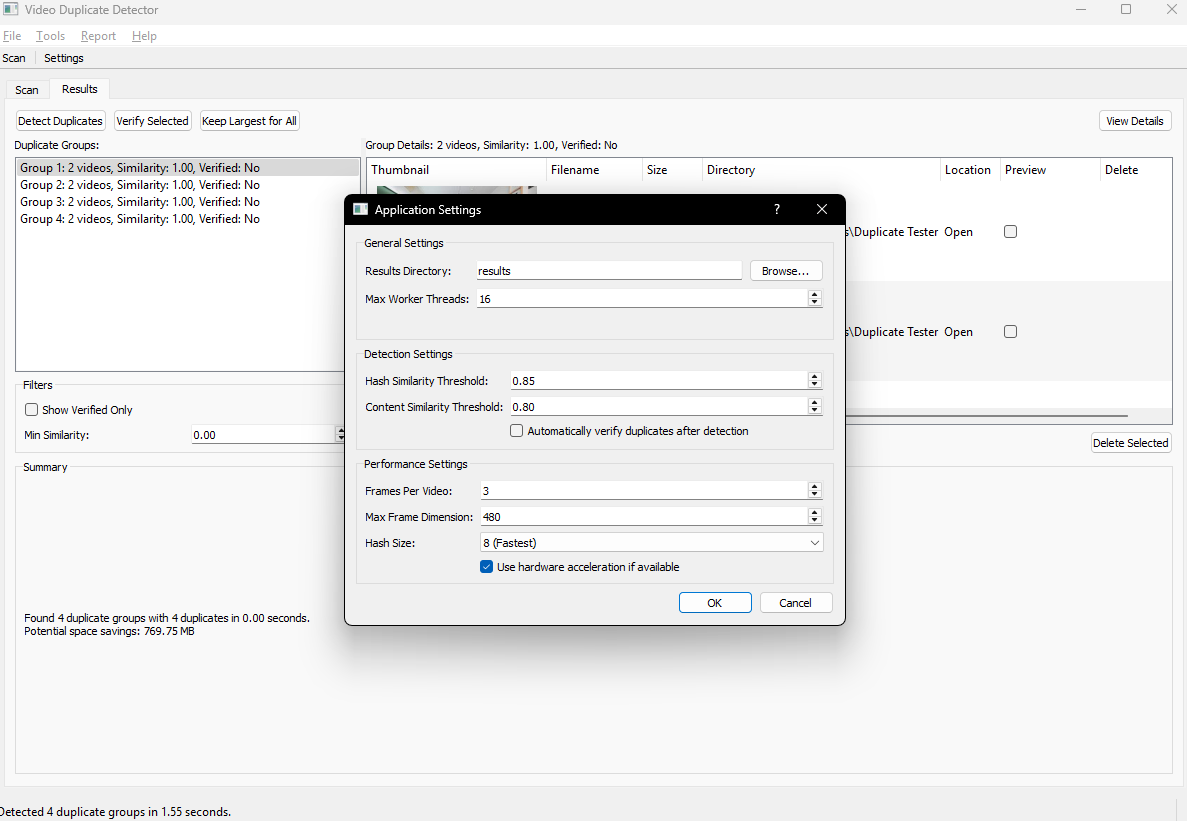 Video Duplicate Detector
File Tools Report Help
Scan Settings
Scan Results
Detect Duplicates Verify Selected Keep Largest for All View Details
Duplicate Groups:
Group 1: 2 videos, Similarity: 1.00, Verified: No
Group 2: 2 videos, Similarity: 1.00, Verified: No
Group 3: 2 videos, Similarity: 1.00, Verified: No
Group 4: 2 videos, Similarity: 1.00, Verified: No
Group Details: 2 videos, Similarity: 1.00, Verified: No
Thumbnail Filename Size Directory Location Preview Delete
\Duplicate Tester Open
\Duplicate Tester Open
Delete Selected
Filters
Show Verified Only
Min Similarity: 0.00
Summary
Found 4 duplicate groups with 4 duplicates in 0.00 seconds.
Potential space savings: 769.75 MB
Application Settings ?
General Settings
Results Directory: results Browse...
Max Worker Threads: 16
Detection Settings
Hash Similarity Threshold: 0.85
Content Similarity Threshold: 0.80
Automatically verify duplicates after detection
Performance Settings
Frames Per Video: 3
Max Frame Dimension: 480
Hash Size: 8 (Fastest)
Use hardware acceleration if available
OK Cancel
Detected 4 duplicate groups in 1.55 seconds.